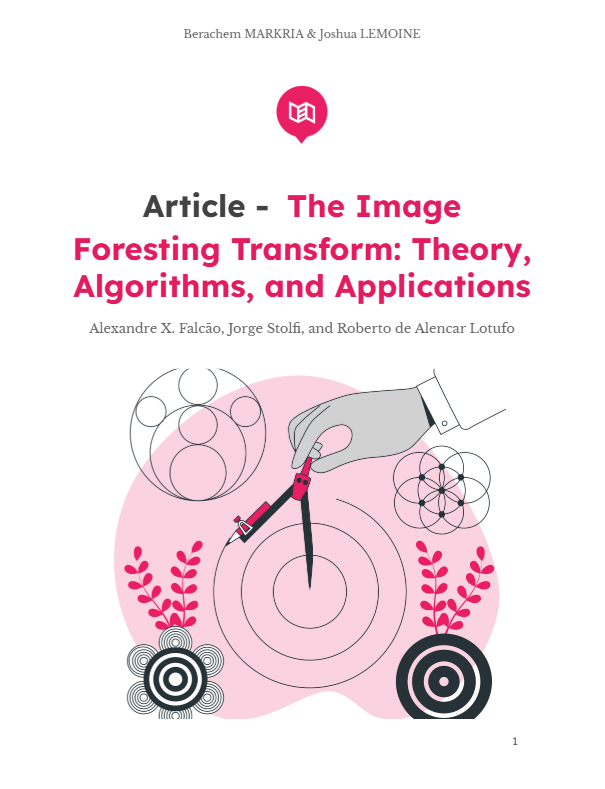 Berachem MARKRIA & Joshua LEMOINE
Article - The Image
Foresting Transform: Theory,
Algorithms, and Applications
Alexandre X. Falcão, Jorge Stolfi, and Roberto de Alencar Lotufo
1